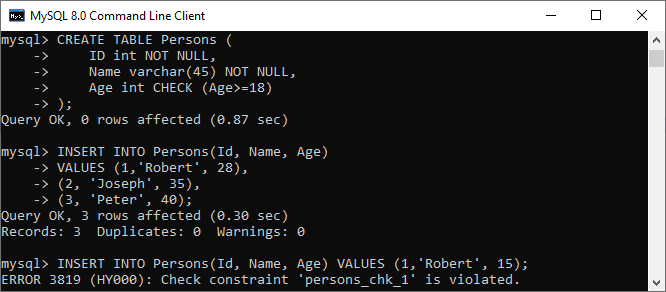 MySQL 8.0 Command Line Client
mysql> CREATE TABLE Persons (
    ->     ID int NOT NULL,
    ->     Name varchar(45) NOT NULL,
    ->     Age int CHECK (Age>=18)
    -> );
Query OK, 0 rows affected (0.87 sec)
mysql> INSERT INTO Persons(Id, Name, Age)
    -> VALUES (1,'Robert', 28),
    -> (2, 'Joseph', 35),
    -> (3, 'Peter', 40);
Query OK, 3 rows affected (0.30 sec)
Records: 3  Duplicates: 0  Warnings: 0
mysql> INSERT INTO Persons(Id, Name, Age) VALUES (1,'Robert', 15);
ERROR 3819 (HY000): Check constraint 'persons_chk_1' is violated.